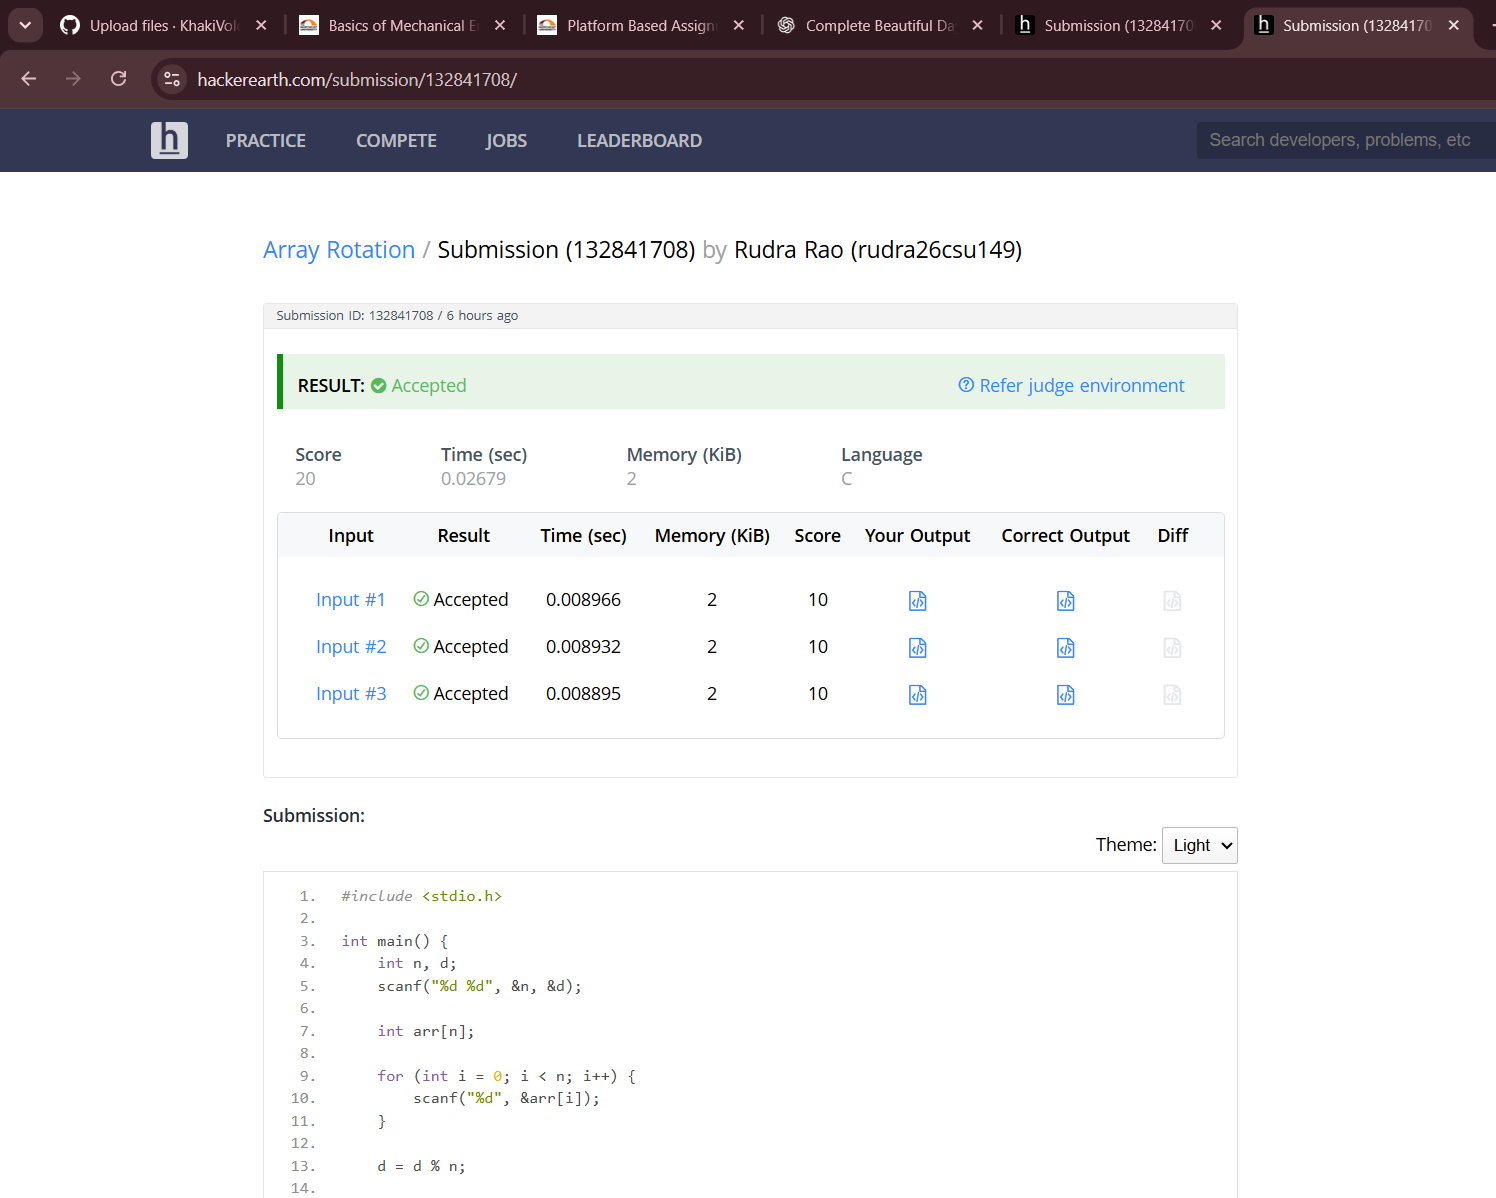 Upload files · KhakiVole
Basics of Mechanical E
Platform Based Assign
Complete Beautiful Da
Submission (13284170
Submission (13284170
hackerearth.com/submission/132841708/
h PRACTICE COMPETE JOBS LEADERBOARD Search developers, problems, etc
Array Rotation / Submission (132841708) by Rudra Rao (rudra26csu149)
Submission ID: 132841708 / 6 hours ago
RESULT: Accepted Refer judge environment
Score Time (sec) Memory (KiB) Language
20 0.02679 2 C
Input Result Time (sec) Memory (KiB) Score Your Output Correct Output Diff
Input #1 Accepted 0.008966 2 10
Input #2 Accepted 0.008932 2 10
Input #3 Accepted 0.008895 2 10
Submission:
Theme: Light
1. #include <stdio.h>
2.
3. int main() {
4.     int n, d;
5.     scanf("%d %d", &n, &d);
6.
7.     int arr[n];
8.
9.     for (int i = 0; i < n; i++) {
10.         scanf("%d", &arr[i]);
11.     }
12.
13.     d = d % n;
14.